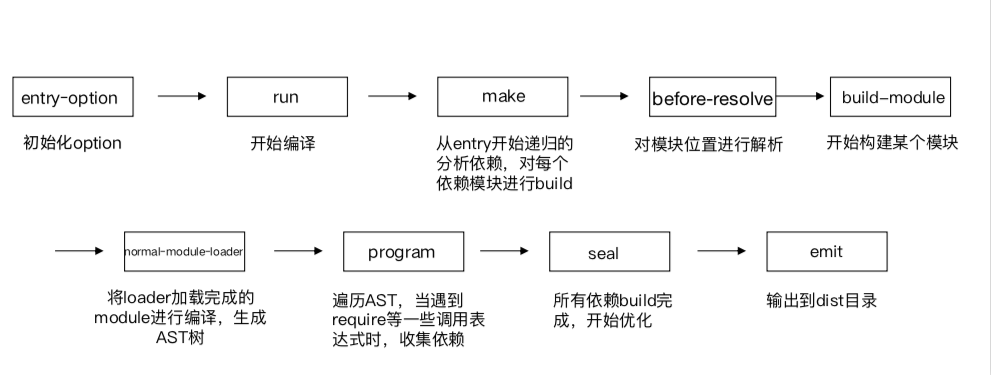 entry-option
run
make
before-resolve
build-module
初始化option
开始编译
从entry开始递归的
分析依赖，对每个
依赖模块进行build
对模块位置进行解析
开始构建某个模块
normal-module-loader
program
seal
emit
将loader加载完成的
module进行编译，生成
AST树
遍历AST，当遇到
require等一些调用表
达式时，收集依赖
所有依赖build完
成，开始优化
输出到dist目录